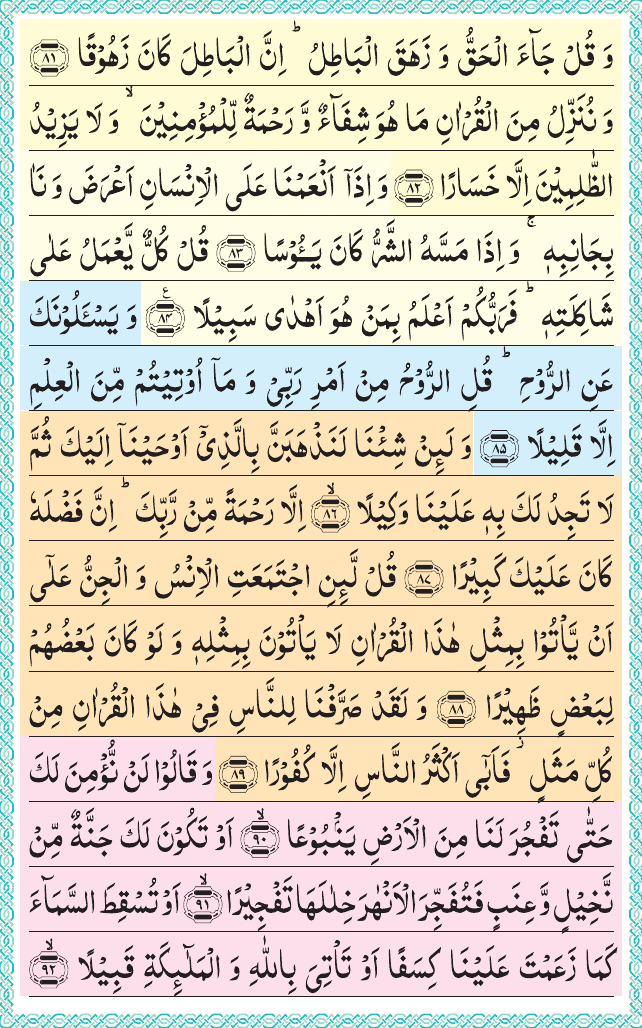 وَ قُلۡ جَآءَ الۡحَقُّ وَ زَهَقَ الۡبَاطِلُ ؕ اِنَّ الۡبَاطِلَ كَانَ زَهُوۡقًا ﴿۸۱﴾
وَ نُنَزِّلُ مِنَ الۡقُرۡاٰنِ مَا هُوَ شِفَآءٌ وَّ رَحۡمَةٌ لِّلۡمُؤۡمِنِيۡنَ ۙ وَ لَا يَزِيۡدُ
الظّٰلِمِيۡنَ اِلَّا خَسَارًا ﴿۸۲﴾ وَ اِذَاۤ اَنۡعَمۡنَا عَلَى الۡاِنۡسَانِ اَعۡرَضَ وَ نَاٰ
بِجَانِبِهٖ ۚ وَ اِذَا مَسَّهُ الشَّرُّ كَانَ يَـُٔوۡسًا ﴿۸۳﴾ قُلۡ كُلٌّ يَّعۡمَلُ عَلٰى
شَاكِلَتِهٖ ؕ فَرَبُّكُمۡ اَعۡلَمُ بِمَنۡ هُوَ اَهۡدٰى سَبِيۡلًا ﴿۸۴﴾ وَ يَسۡـَٔلُوۡنَكَ
عَنِ الرُّوۡحِ ؕ قُلِ الرُّوۡحُ مِنۡ اَمۡرِ رَبِّىۡ وَ مَاۤ اُوۡتِيۡتُمۡ مِّنَ الۡعِلۡمِ
اِلَّا قَلِيۡلًا ﴿۸۵﴾ وَ لَئِنۡ شِئۡنَا لَنَذۡهَبَنَّ بِالَّذِىۡۤ اَوۡحَيۡنَاۤ اِلَيۡكَ ثُمَّ
لَا تَجِدُ لَكَ بِهٖ عَلَيۡنَا وَكِيۡلًا ﴿۸۶﴾ۙ اِلَّا رَحۡمَةً مِّنۡ رَّبِّكَ ؕ اِنَّ فَضۡلَهٗ
كَانَ عَلَيۡكَ كَبِيۡرًا ﴿۸۷﴾ قُلۡ لَّئِنِ اجۡتَمَعَتِ الۡاِنۡسُ وَ الۡجِنُّ عَلٰٓى
اَنۡ يَّاۡتُوۡا بِمِثۡلِ هٰذَا الۡقُرۡاٰنِ لَا يَاۡتُوۡنَ بِمِثۡلِهٖ وَ لَوۡ كَانَ بَعۡضُهُمۡ
لِبَعۡضٍ ظَهِيۡرًا ﴿۸۸﴾ وَ لَقَدۡ صَرَّفۡنَا لِلنَّاسِ فِىۡ هٰذَا الۡقُرۡاٰنِ مِنۡ
كُلِّ مَثَلٍ ۫ فَاَبٰٓى اَكۡثَرُ النَّاسِ اِلَّا كُفُوۡرًا ﴿۸۹﴾ وَ قَالُوۡا لَنۡ نُّؤۡمِنَ لَكَ
حَتّٰى تَفۡجُرَ لَنَا مِنَ الۡاَرۡضِ يَنۡۢبُوۡعًا ﴿۹۰﴾ۙ اَوۡ تَكُوۡنَ لَكَ جَنَّةٌ مِّنۡ
نَّخِيۡلٍ وَّ عِنَبٍ فَتُفَجِّرَ الۡاَنۡهٰرَ خِلٰلَهَا تَفۡجِيۡرًا ﴿۹۱﴾ۙ اَوۡ تُسۡقِطَ السَّمَآءَ
كَمَا زَعَمۡتَ عَلَيۡنَا كِسَفًا اَوۡ تَاۡتِىَ بِاللّٰهِ وَ الۡمَلٰٓئِكَةِ قَبِيۡلًا ﴿۹۲﴾ۙ